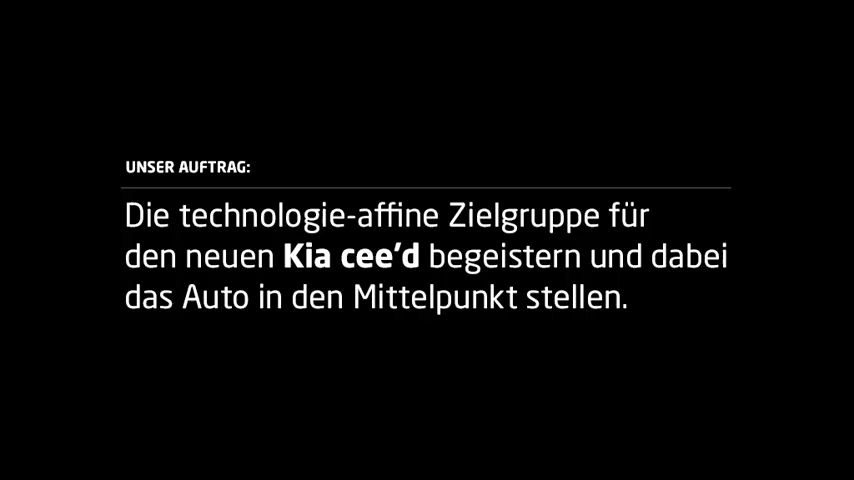 UNSER AUFTRAG:
Die technologie-affine Zielgruppe für
den neuen Kia cee’d begeistern und dabei
das Auto in den Mittelpunkt stellen.